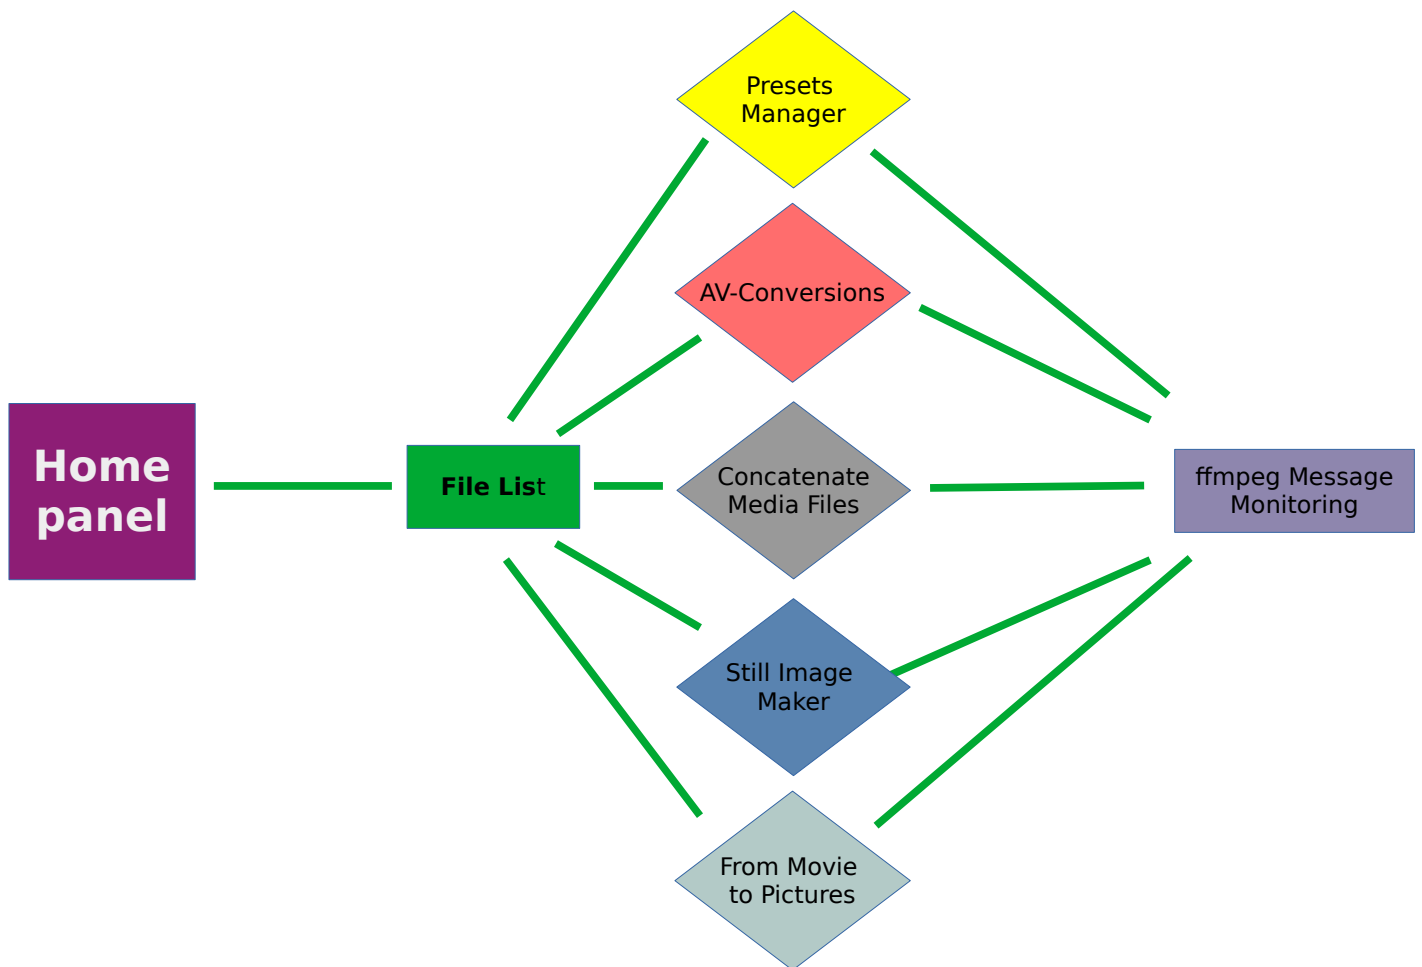 Presets
Manager
AV-Conversions
Home
panel
File List
Concatenate
Media Files
ffmpeg Message
Monitoring
Still Image
Maker
From Movie
to Pictures